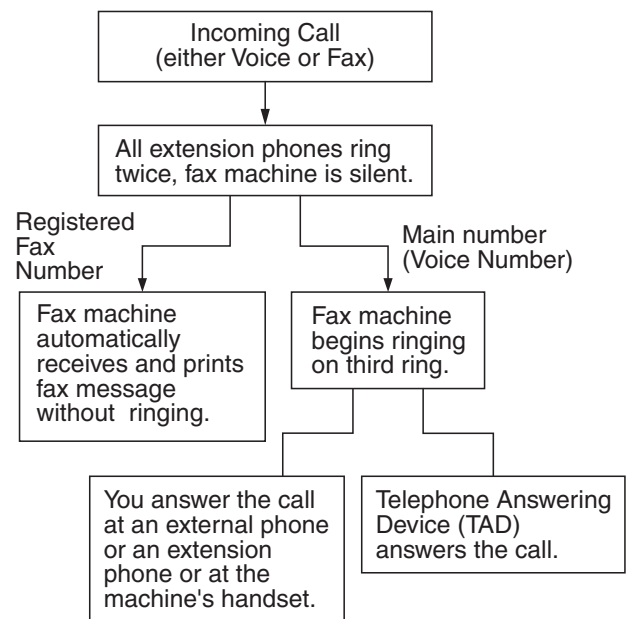 Incoming Call
(either Voice or Fax)
All extension phones ring
twice, fax machine is silent.
Registered
Fax
Number
Main number
(Voice Number)
Fax machine
automatically
receives and prints
fax message
without ringing.
Fax machine
begins ringing
on third ring.
You answer the call
at an external phone
or an extension
phone or at the
machine's handset.
Telephone Answering
Device (TAD)
answers the call.